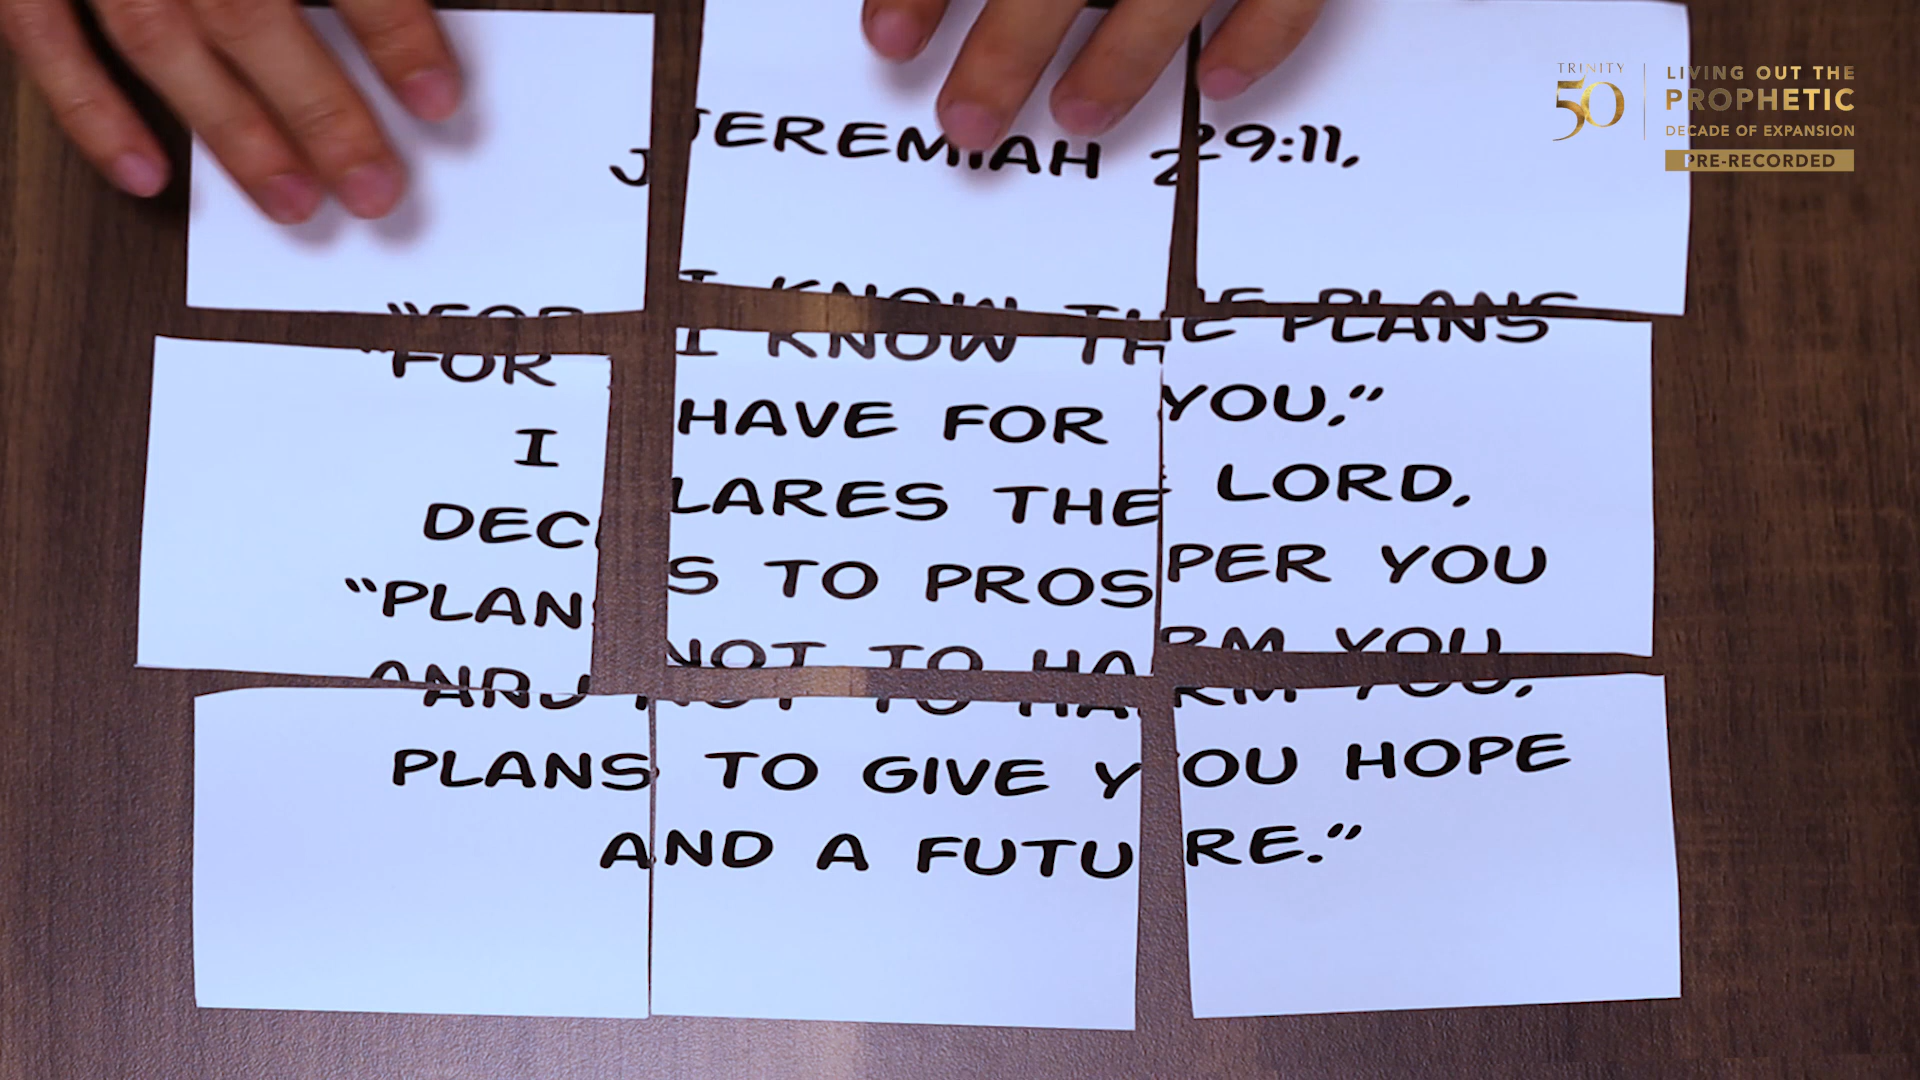 JEREMIAH 29:11,
"FOR I KNOW THE PLANS
I HAVE FOR YOU,"
DECLARES THE LORD,
"PLANS TO PROSPER YOU
AND NOT TO HARM YOU,
PLANS TO GIVE YOU HOPE
AND A FUTURE."
TRINITY
50
LIVING OUT THE
PROPHETIC
DECADE OF EXPANSION
PRE-RECORDED